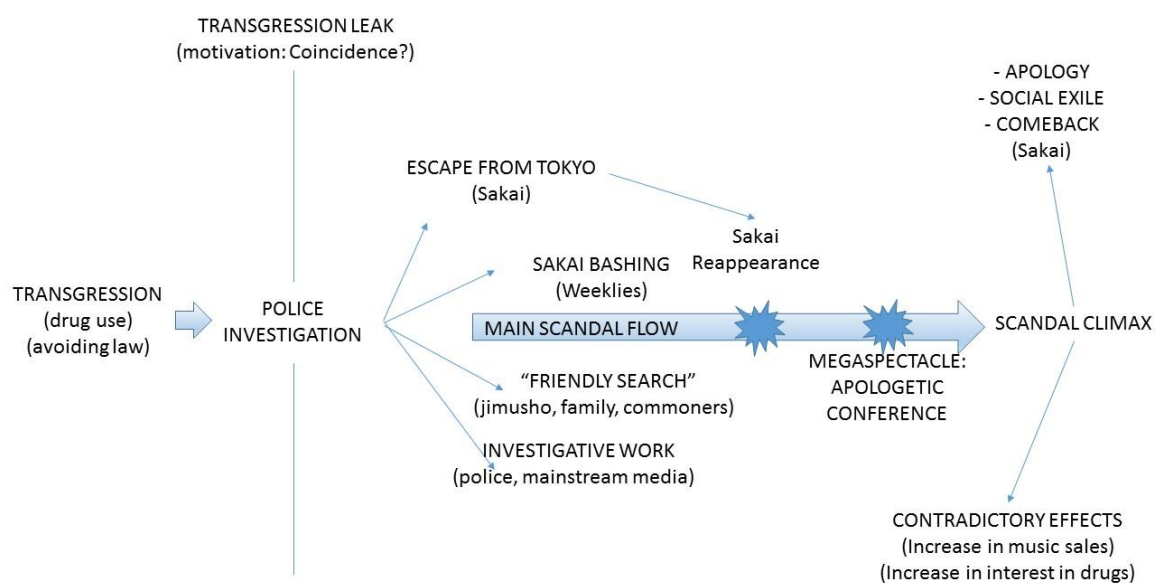 TRANSGRESSION LEAK
(motivation: Coincidence?)
- APOLOGY
- SOCIAL EXILE
- COMEBACK
(Sakai)
ESCAPE FROM TOKYO
(Sakai)
Sakai
Reappearance
SAKAI BASHING
(Weeklies)
TRANSGRESSION
(drug use)
(avoiding law)
POLICE
INVESTIGATION
MAIN SCANDAL FLOW
SCANDAL CLIMAX
MEGASPECTACLE:
APOLOGETIC
CONFERENCE
“FRIENDLY SEARCH”
(jimusho, family, commoners)
INVESTIGATIVE WORK
(police, mainstream media)
CONTRADICTORY EFFECTS
(Increase in music sales)
(Increase in interest in drugs)